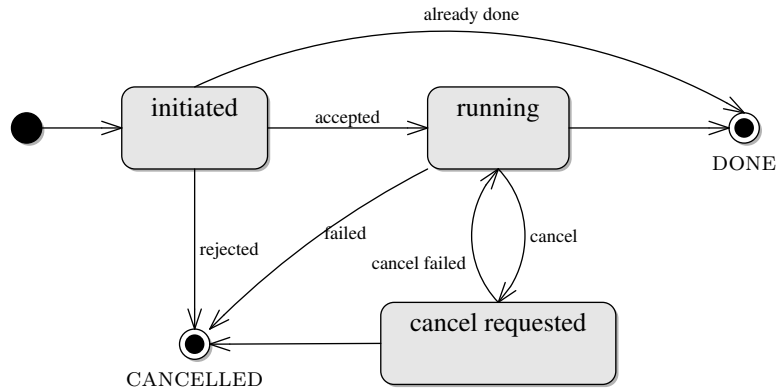 already done
initiated
running
accepted
DONE
failed
cancel
rejected
cancel failed
cancel requested
CANCELLED